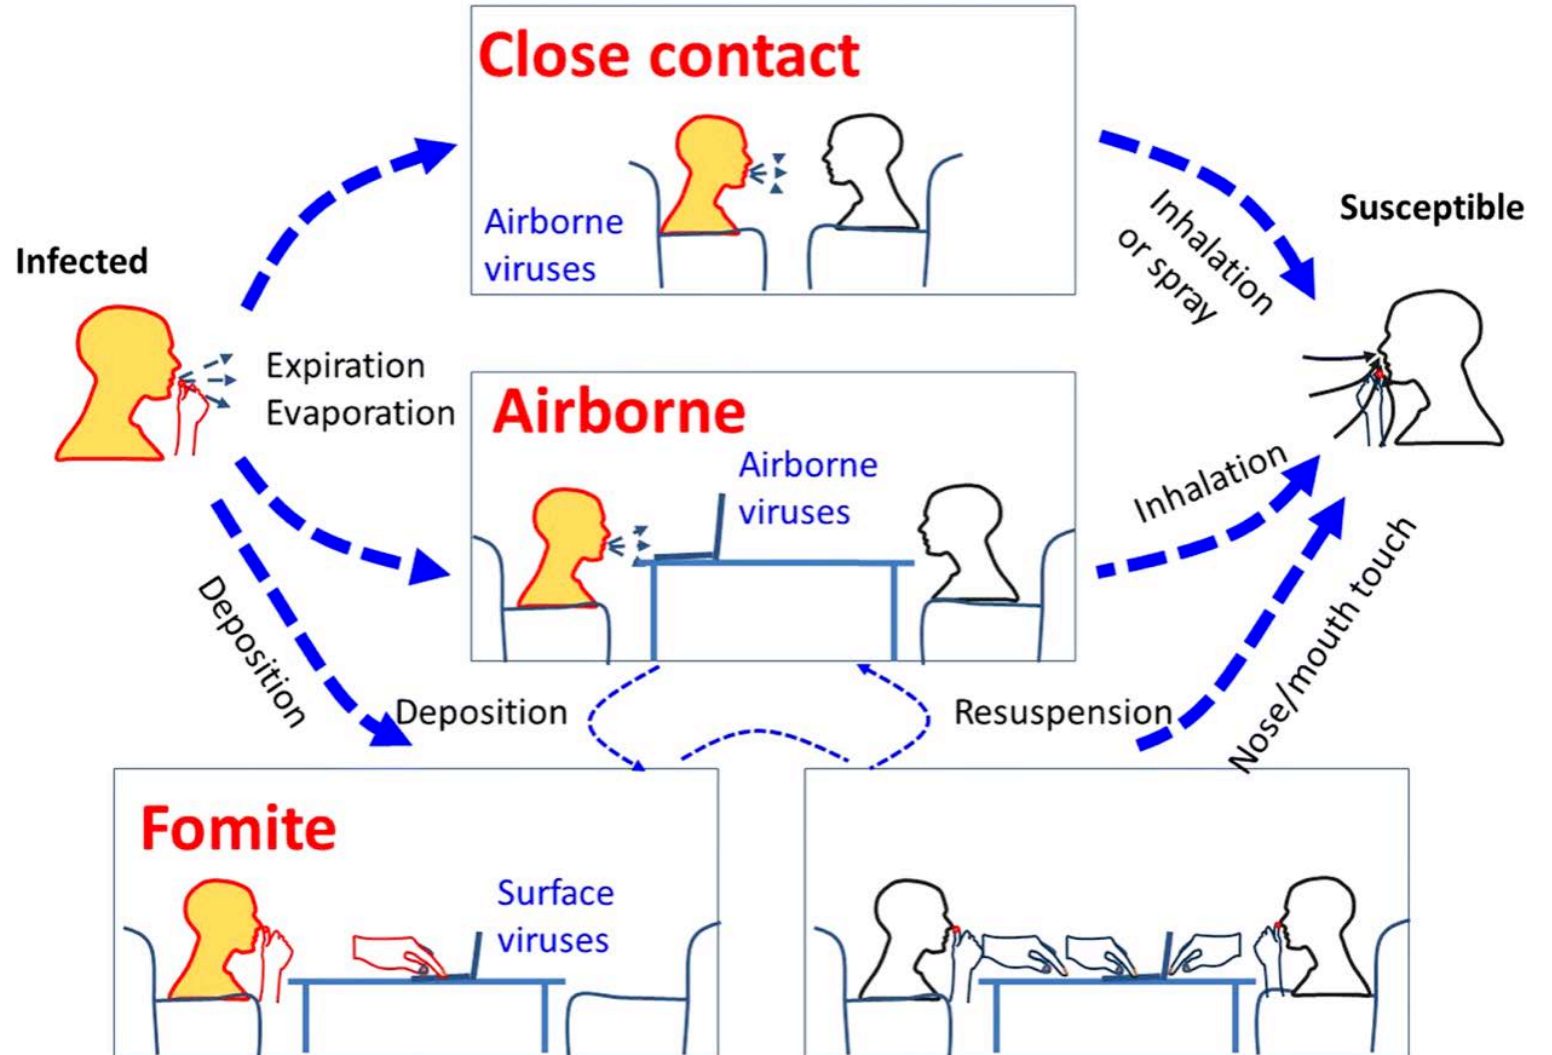 Close contact
Airborne
viruses
Inhalation
or spray
Susceptible
Infected
Expiration
Evaporation
Airborne
Airborne
viruses
Inhalation
Deposition
Deposition
Resuspension
Nose/mouth touch
Fomite
Surface
viruses